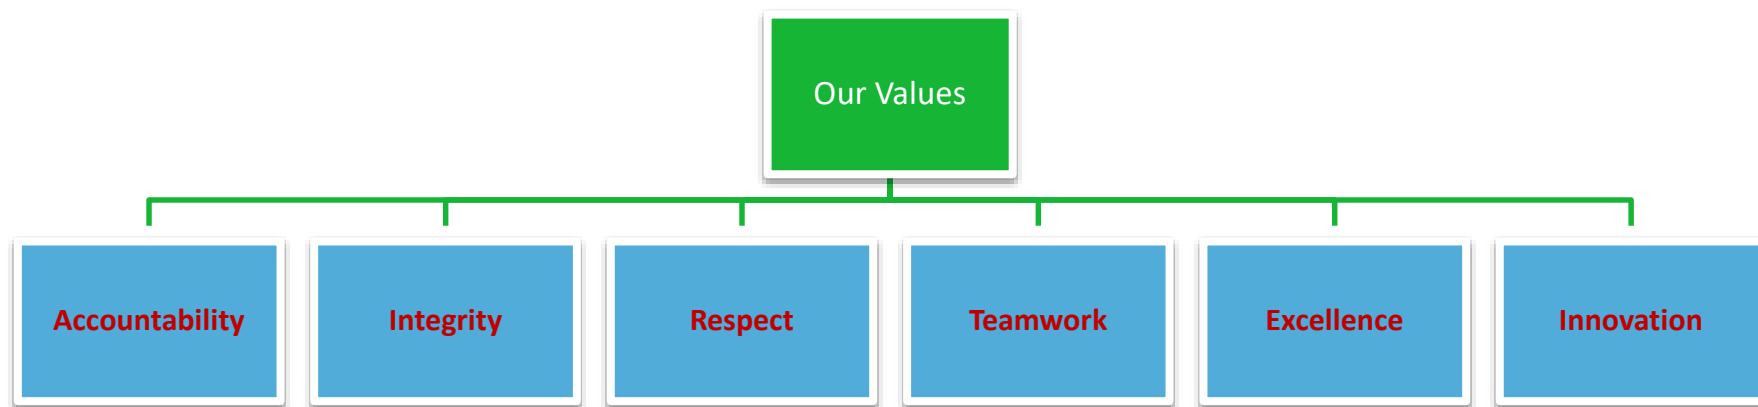 Our Values
Accountability
Integrity
Respect
Teamwork
Excellence
Innovation